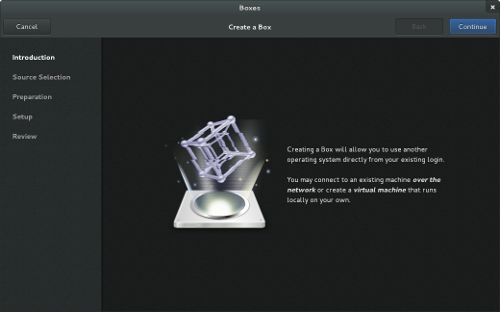 Boxes
Cancel
Create a Box
Back
Continue
Introduction
Source Selection
Preparation
Setup
Review
Creating a Box will allow you to use another
operating system directly from your existing login.
You may connect to an existing machine over the
network or create a virtual machine that runs
locally on your own.